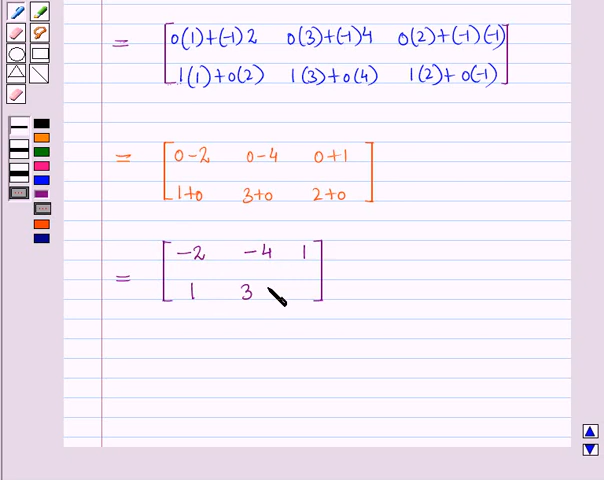 = [ 0(1)+(-1)2 0(3)+(-1)4 0(2)+(-1)(-1)
1(1)+0(2) 1(3)+0(4) 1(2)+0(-1) ]
= [ 0-2 0-4 0+1
1+0 3+0 2+0 ]
= [ -2 -4 1
1 3 ]